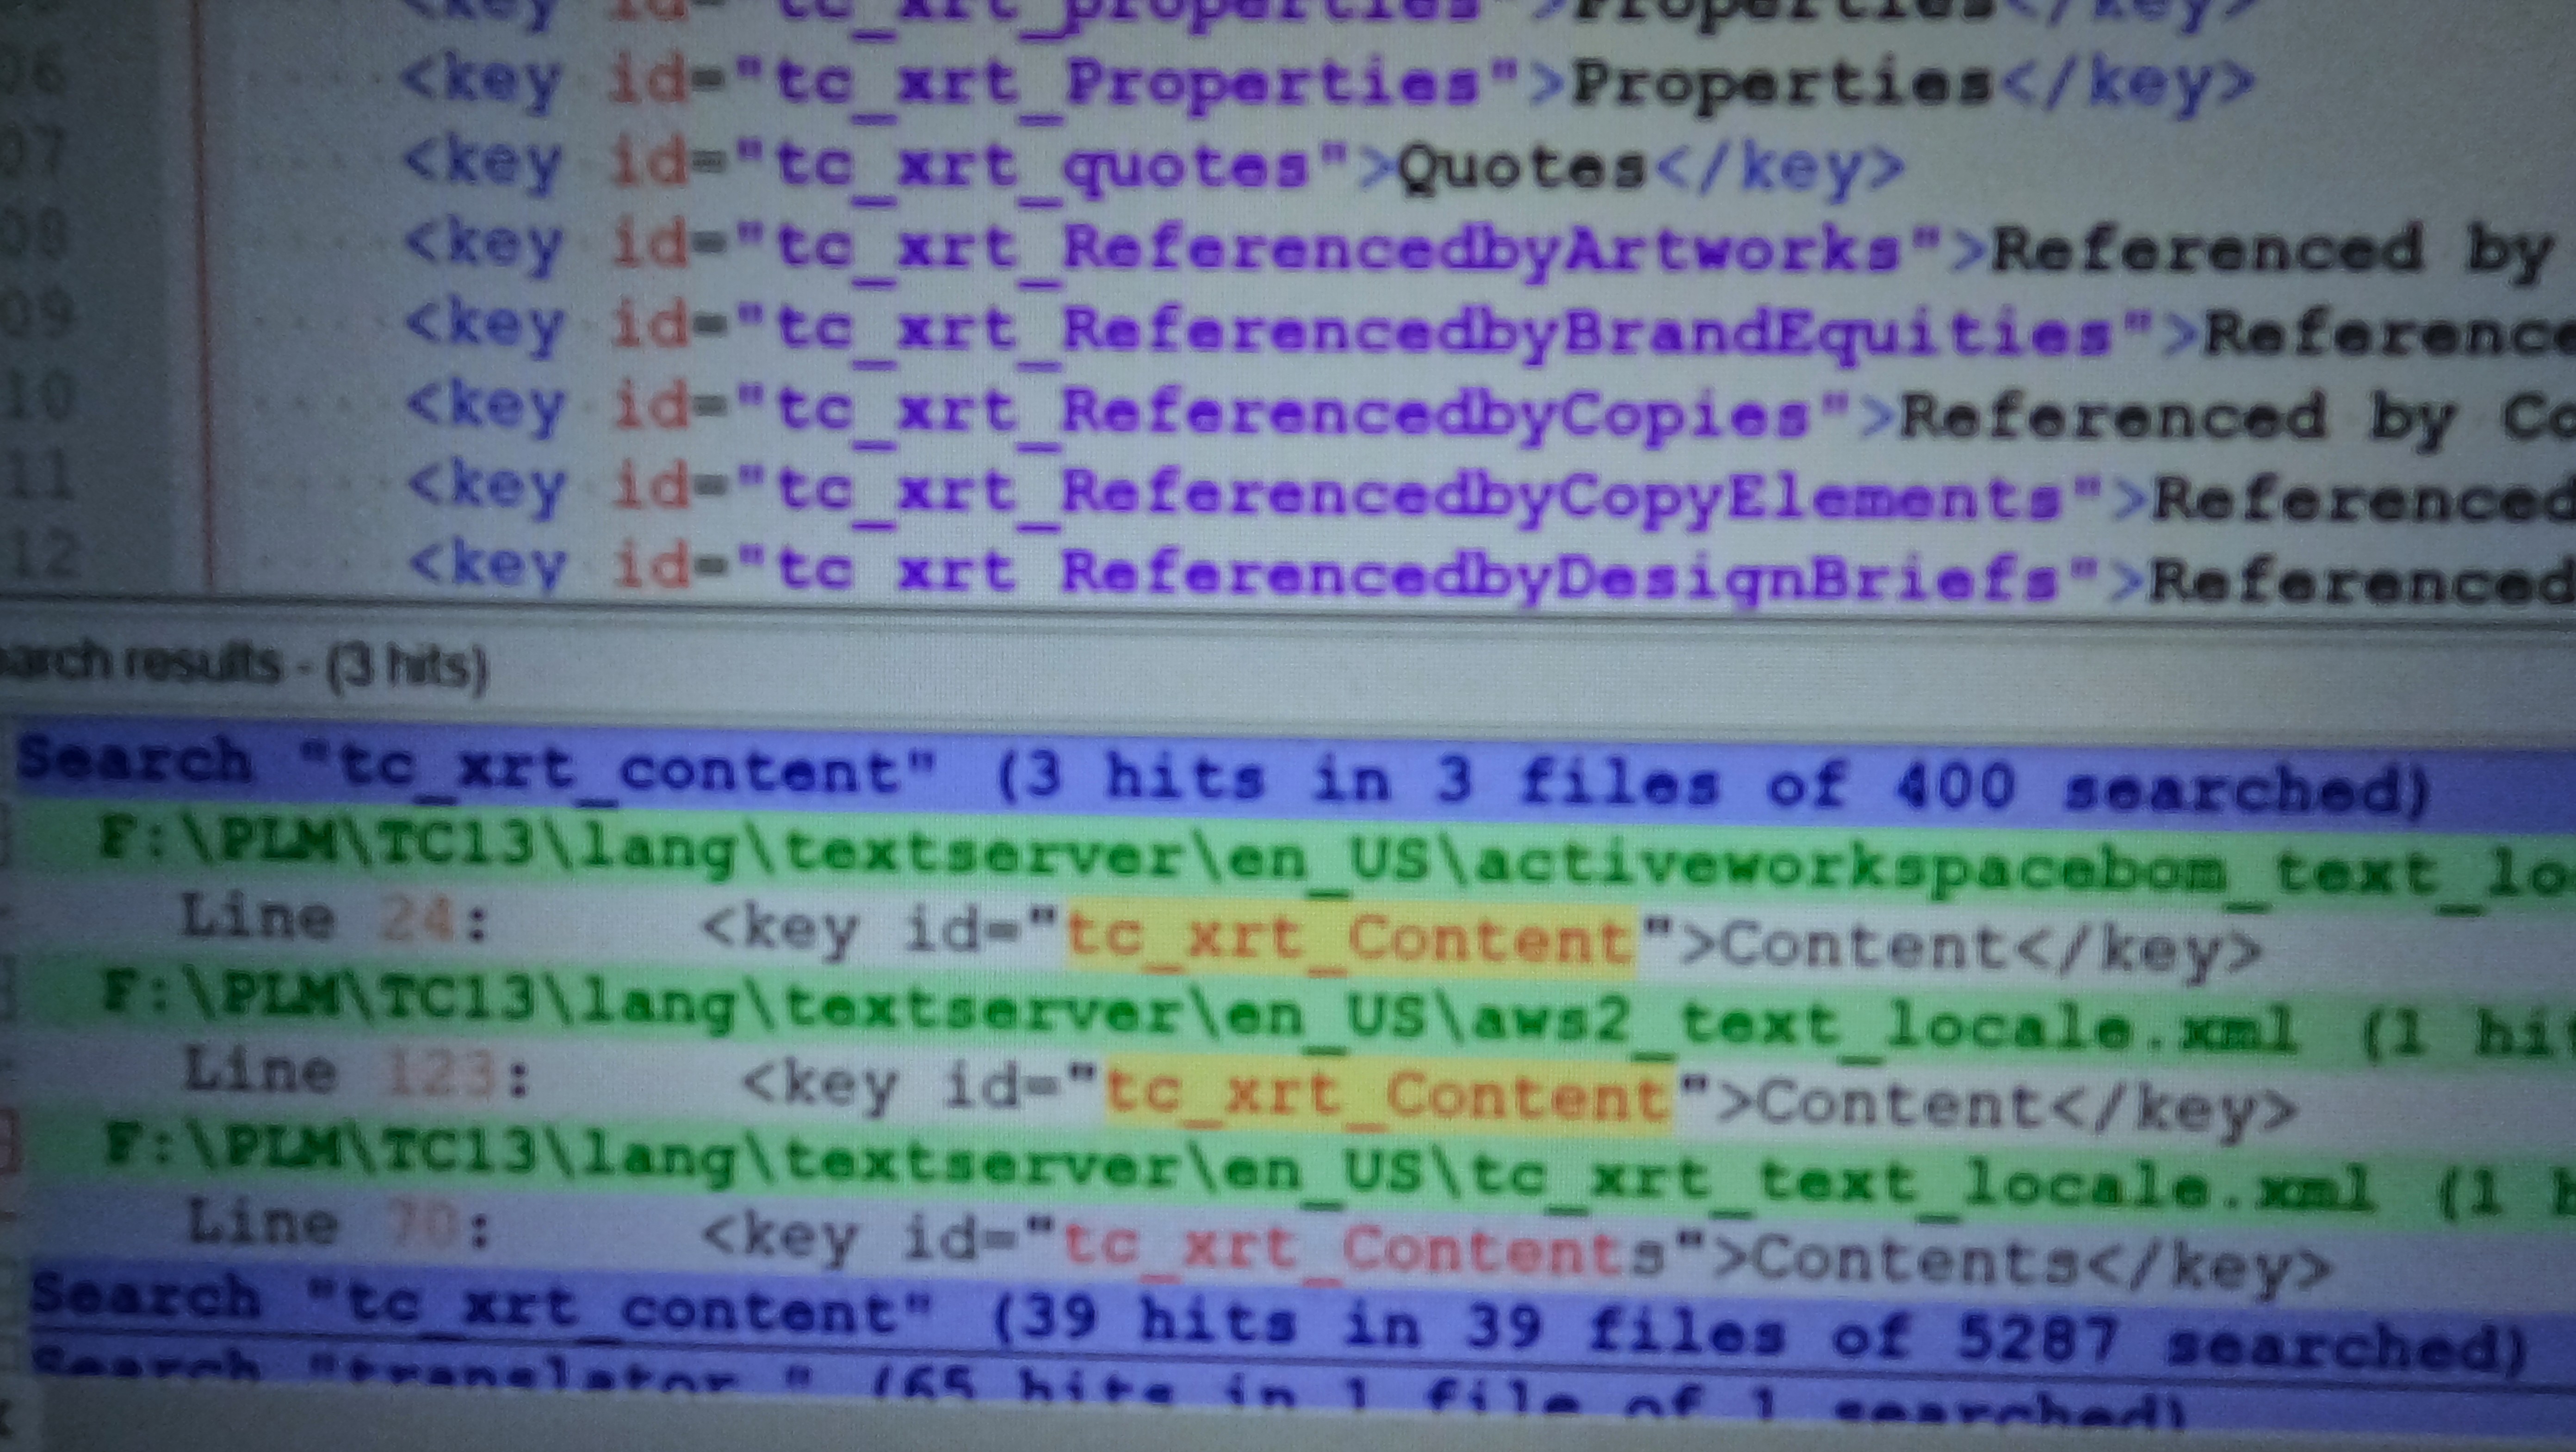 <key id="tc_xrt_properties">Properties</key>
06 <key id="tc_xrt_Properties">Properties</key>
07 <key id="tc_xrt_quotes">Quotes</key>
08 <key id="tc_xrt_ReferencedbyArtworks">Referenced by
09 <key id="tc_xrt_ReferencedbyBrandEquities">Reference
10 <key id="tc_xrt_ReferencedbyCopies">Referenced by Co
11 <key id="tc_xrt_ReferencedbyCopyElements">Referenced
12 <key id="tc_xrt_ReferencedbyDesignBriefs">Referenced
arch results - (3 hits)
Search "tc_xrt_content" (3 hits in 3 files of 400 searched)
F:\PLM\TC13\lang\textserver\en_US\activeworkspacebom_text_lo
Line 24: <key id="tc_xrt_Content">Content</key>
F:\PLM\TC13\lang\textserver\en_US\aws2_text_locale.xml (1 hi
Line 123: <key id="tc_xrt_Content">Content</key>
F:\PLM\TC13\lang\textserver\en_US\tc_xrt_text_locale.xml (1 h
Line 70: <key id="tc_xrt_Contents">Contents</key>
Search "tc_xrt_content" (39 hits in 39 files of 5287 searched)
Search "translator_" (65 hits in 1 file of 1 searched)